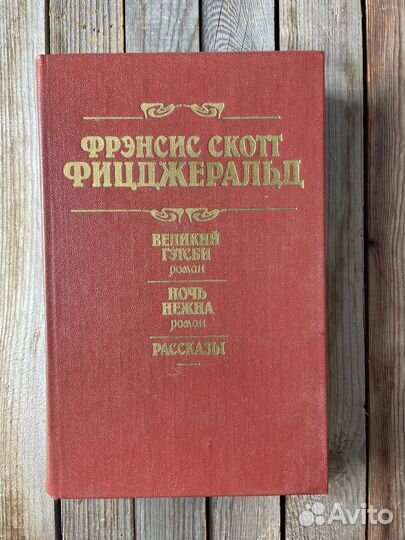 ФРЭНСИС СКОТТ
ФИЦДЖЕРАЛЬД
ВЕЛИКИЙ
ГЭТСБИ
роман
НОЧЬ
НЕЖНА
роман
РАССКАЗЫ
Avito